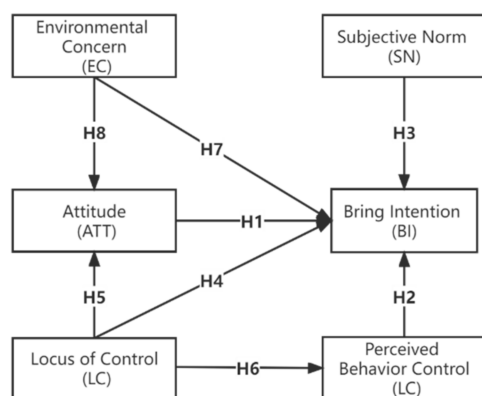 Environmental
Concern
(EC)
Subjective Norm
(SN)
H8
H7
H3
Attitude
(ATT)
H1
Bring Intention
(BI)
H5
H4
H2
Locus of Control
(LC)
H6
Perceived
Behavior Control
(LC)